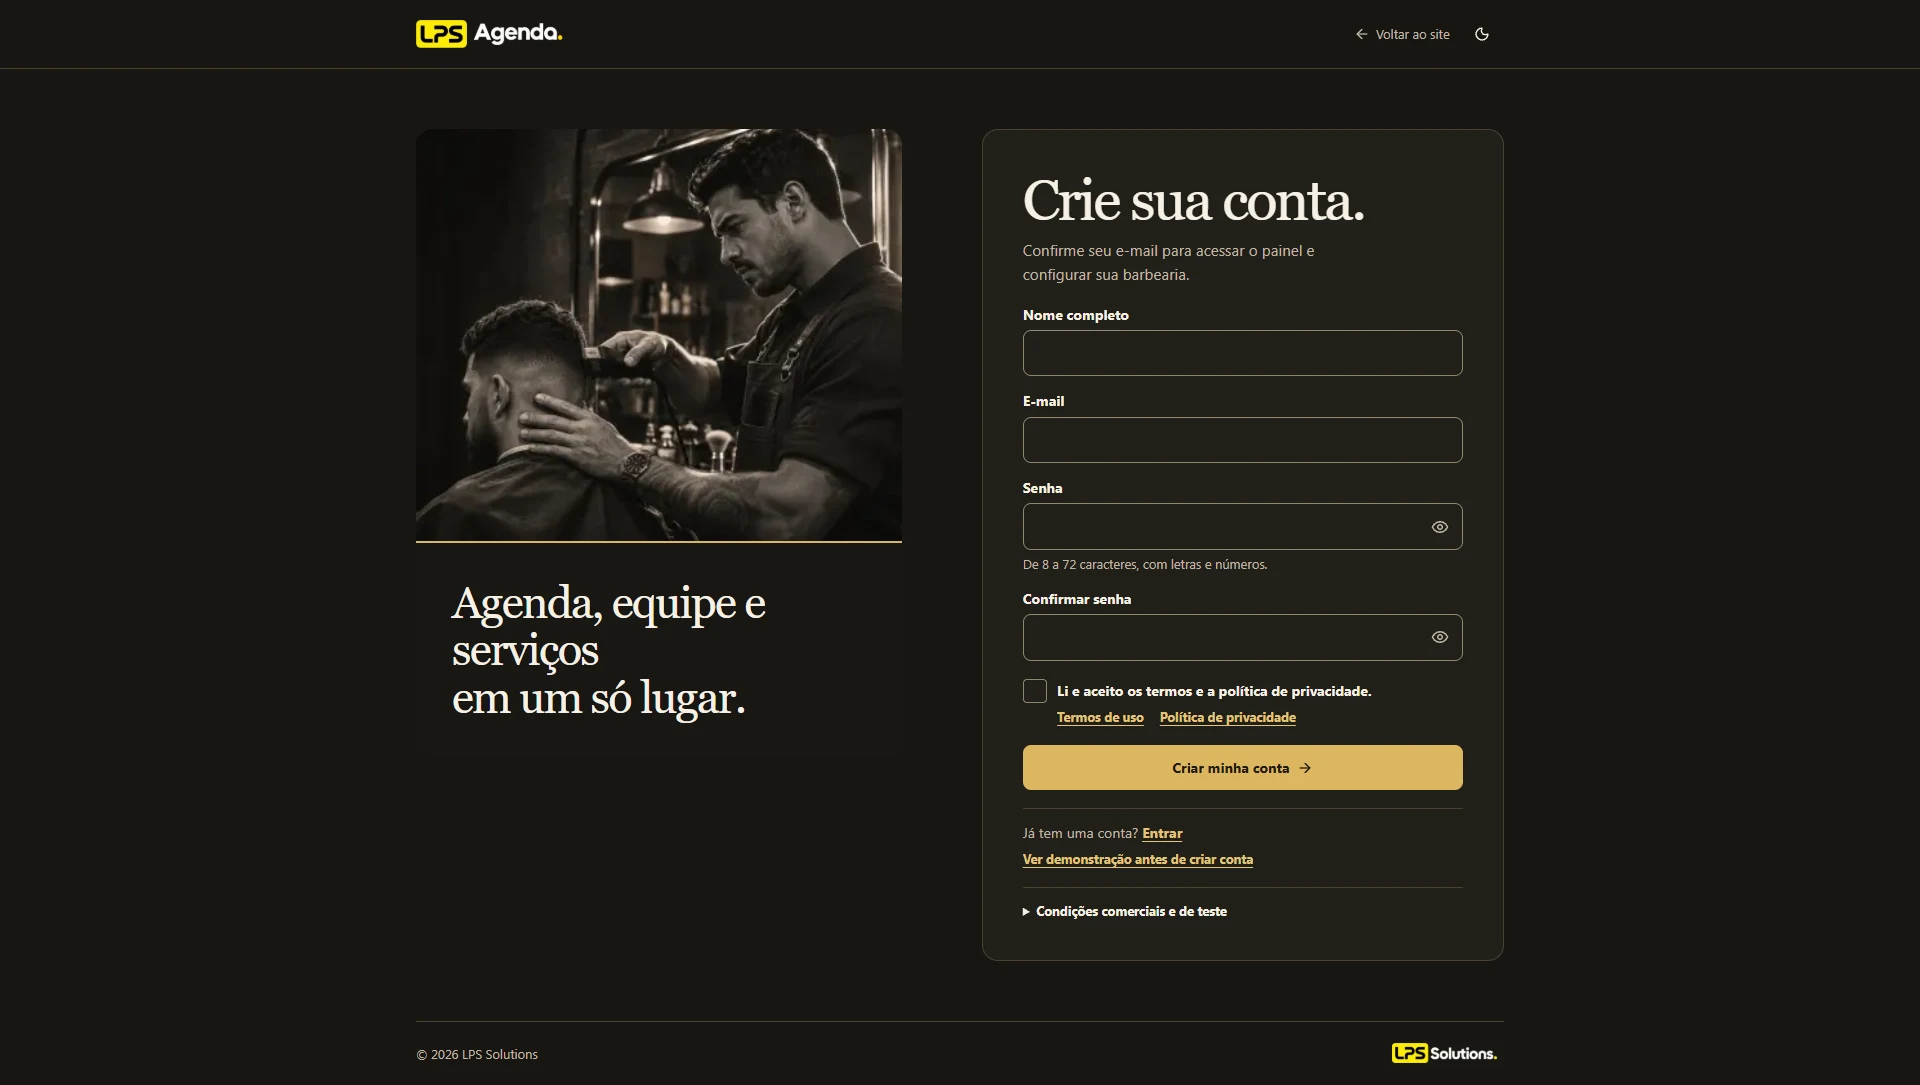 LPS Agenda.
Voltar ao site
Agenda, equipe e
serviços
em um só lugar.
Crie sua conta.
Confirme seu e-mail para acessar o painel e
configurar sua barbearia.
Nome completo
E-mail
Senha
De 8 a 72 caracteres, com letras e números.
Confirmar senha
Li e aceito os termos e a política de privacidade.
Termos de uso Política de privacidade
Criar minha conta
Já tem uma conta? Entrar
Ver demonstração antes de criar conta
Condições comerciais e de teste
© 2026 LPS Solutions
LPS Solutions.